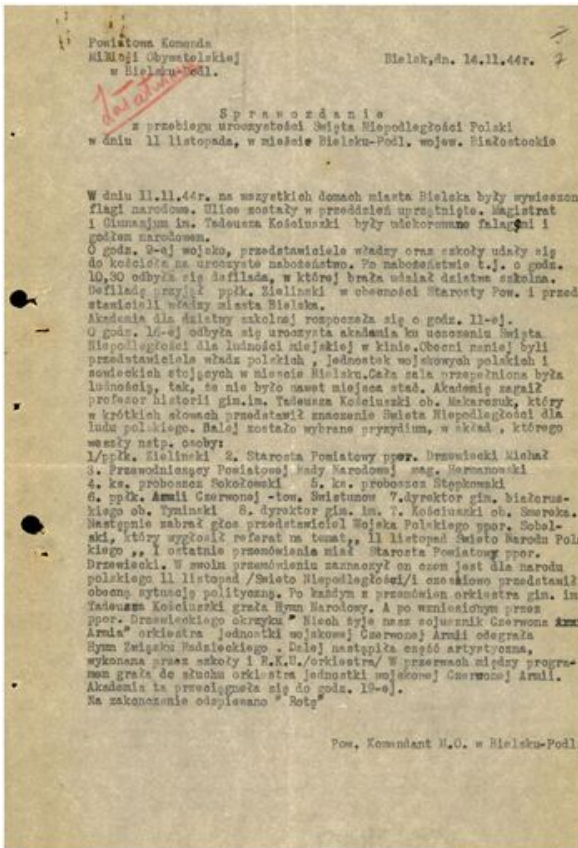 Powiatowa Komenda
Milicji Obywatelskiej
w Bielsku-Podl.
Bielsk,dn. 14.11.44r.
Załatwiono
S p r a w o z d a n i e
z przebiegu uroczystości Święta Niepodległości Polski
w dniu 11 listopada, w mieście Bielsku-Podl. wojew. Białostockie
W dniu 11.11.44r. na wszystkich domach miasta Bielska były wywieszon
flagi narodowe. Ulice zostały w przeddzień uprzątnięte. Magistrat
i Gimnazjum im. Tadeusza Kościuszki były udekorowane falagami i
godłem narodowem.
O godz. 9-ej wojsko, przedstawiciele władzy oraz szkoły udały się
do kościoła na uroczyste nabożeństwo. Po nabożeństwie t.j. o godz.
10,30 odbyła się defilada, w której brała udział dziatwa szkolna.
Defiladę przyjął ppłk. Zieliński w obecności Starosty Pow. i przed
stawicieli władzy miasta Bielska.
Akademia dla dziatwy szkolnej rozpoczęła się o godz. 11-ej.
O godz. 16-ej odbyła się uroczysta akademia ku uczczeniu Święta
Niepodległości dla ludności miejskiej w kinie.Obecni naniej byli
przedstawiciele władz polskich , jednostek wojskowych polskich i
sowieckich stojących w mieście Bielsku.Cała sala przepełniona była
ludnością, tak, że nie było nawet miejsca stać. Akademię zagaił
profesor historii gim.im. Tadeusza Kościuszki ob. Makarczuk, który
w krótkich słowach przedstawił znaczenie Święta Niepodległości dla
ludu polskiego. Dalej zostało wybrane prezydium, w skład , którego
weszły nstp. osoby:
1/ppłk. Zieliński 2. Starosta Powiatowy ppor. Drzewiecki Michał
3. Przewodniczący Powiatowej Rady Narodowej mag. Hermanowski
4. ks. proboszcz Sokołowski 5. ks. proboszcz Stępkowski
6. ppłk. Armii Czerwonej -tow. Swistunow 7.dyrektor gim. białorus-
kiego ob. Tyminski 8. dyrektor gim. im. T. Kościuszki ob. Smereka.
Następnie zabrał głos przedstawiciel Wojska Polskiego ppor. Sobol-
ski, który wygłosił referat na temat,, 11 listopad Święto Narodu Pol
kiego ,, I ostatnie przemówienie miał Starosta Powiatowy ppor.
Drzewiecki. W swoim przemówieniu zaznaczył on czem jest dla narodu
polskiego 11 listopad /Święto Niepodległości/i częściowo przedstawił
obecną sytuację polityczną. Po każdym z przemówien orkiestra gim. im
Tadeusza Kościuszki grała Hymn Narodowy. A po wzniesionym przez
ppor. Drzewieckiego okrzyku " Niech żyje nasz sojusznik Czerwona
Armia" orkiestra jednostki wojskowej Czerwonej Armii odegrała
Hymn Związku Radzieckiego . Dalej nastąpiła część artystyczna,
wykonana przez szkoły i R.K.U./orkiestra/ W przerwach między progra-
mem grała do słuchu orkiestra jednostki wojskowej Czerwonej Armii.
Akademia ta przeciągnęła się do godz. 19-ej.
Na zakończenie odspiewano "Rotę"
Pow. Komendant M.O. w Bielsku-Podl